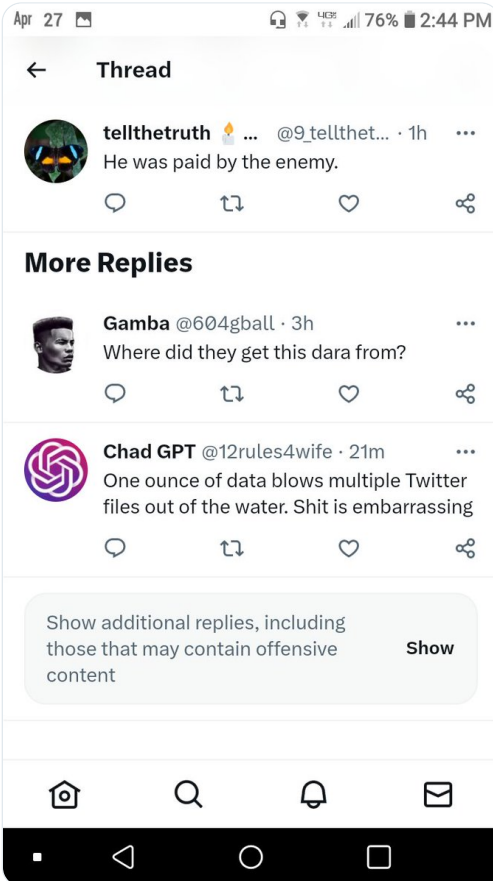 Apr 27 4G 76% 2:44 PM
Thread
tellthetruth 🕯️ ... @9_tellthet... · 1h
He was paid by the enemy.
More Replies
Gamba @604gball · 3h
Where did they get this dara from?
Chad GPT @12rules4wife · 21m
One ounce of data blows multiple Twitter
files out of the water. Shit is embarrassing
Show additional replies, including
those that may contain offensive
content
Show